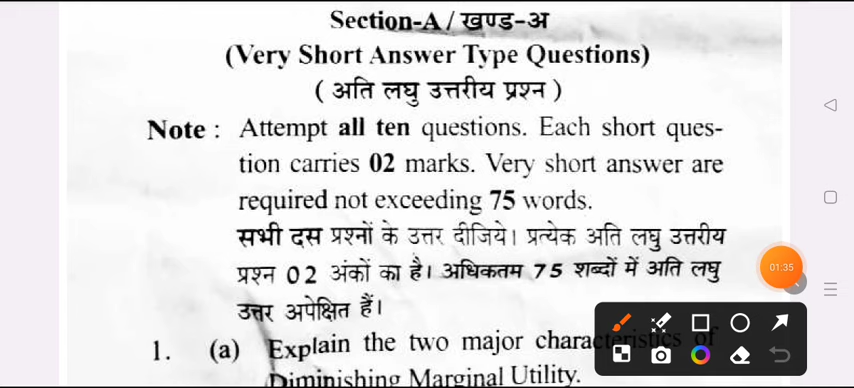 Section-A / खण्ड-अ
(Very Short Answer Type Questions)
( अति लघु उत्तरीय प्रश्न )
Note : Attempt all ten questions. Each short ques-
tion carries 02 marks. Very short answer are
required not exceeding 75 words.
सभी दस प्रश्नों के उत्तर दीजिये। प्रत्येक अति लघु उत्तरीय
प्रश्न 02 अंकों का है। अधिकतम 75 शब्दों में अति लघु
उत्तर अपेक्षित हैं।
01:35
1. (a) Explain the two major characteristics of
Diminishing Marginal Utility.